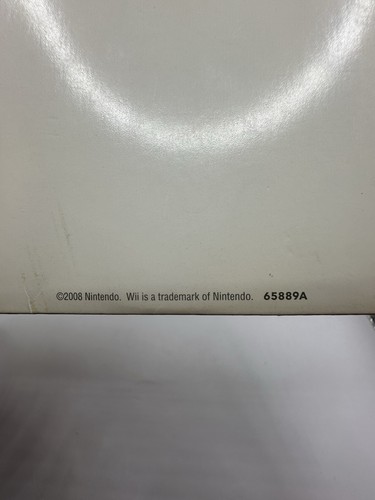 ©2008 Nintendo. Wii is a trademark of Nintendo. 65889A